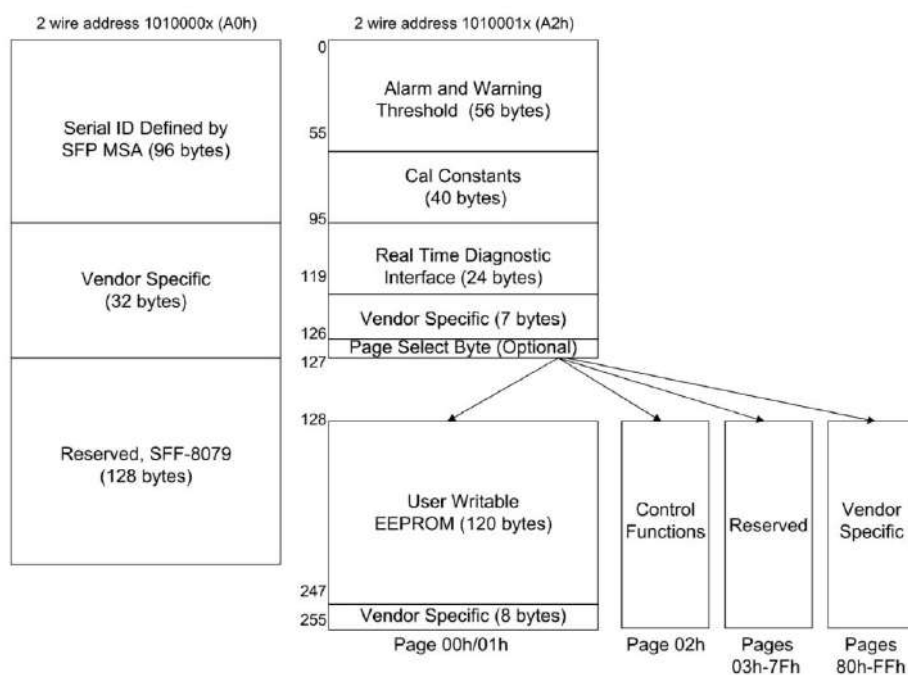 2 wire address 1010000x (A0h)
Serial ID Defined by
SFP MSA (96 bytes)
Vendor Specific
(32 bytes)
Reserved, SFF-8079
(128 bytes)
2 wire address 1010001x (A2h)
0
Alarm and Warning
Threshold (56 bytes)
55
Cal Constants
(40 bytes)
95
Real Time Diagnostic
Interface (24 bytes)
119
Vendor Specific (7 bytes)
126
Page Select Byte (Optional)
127
128
User Writable
EEPROM (120 bytes)
247
Vendor Specific (8 bytes)
255
Page 00h/01h
Control
Functions
Page 02h
Reserved
Pages
03h-7Fh
Vendor
Specific
Pages
80h-FFh